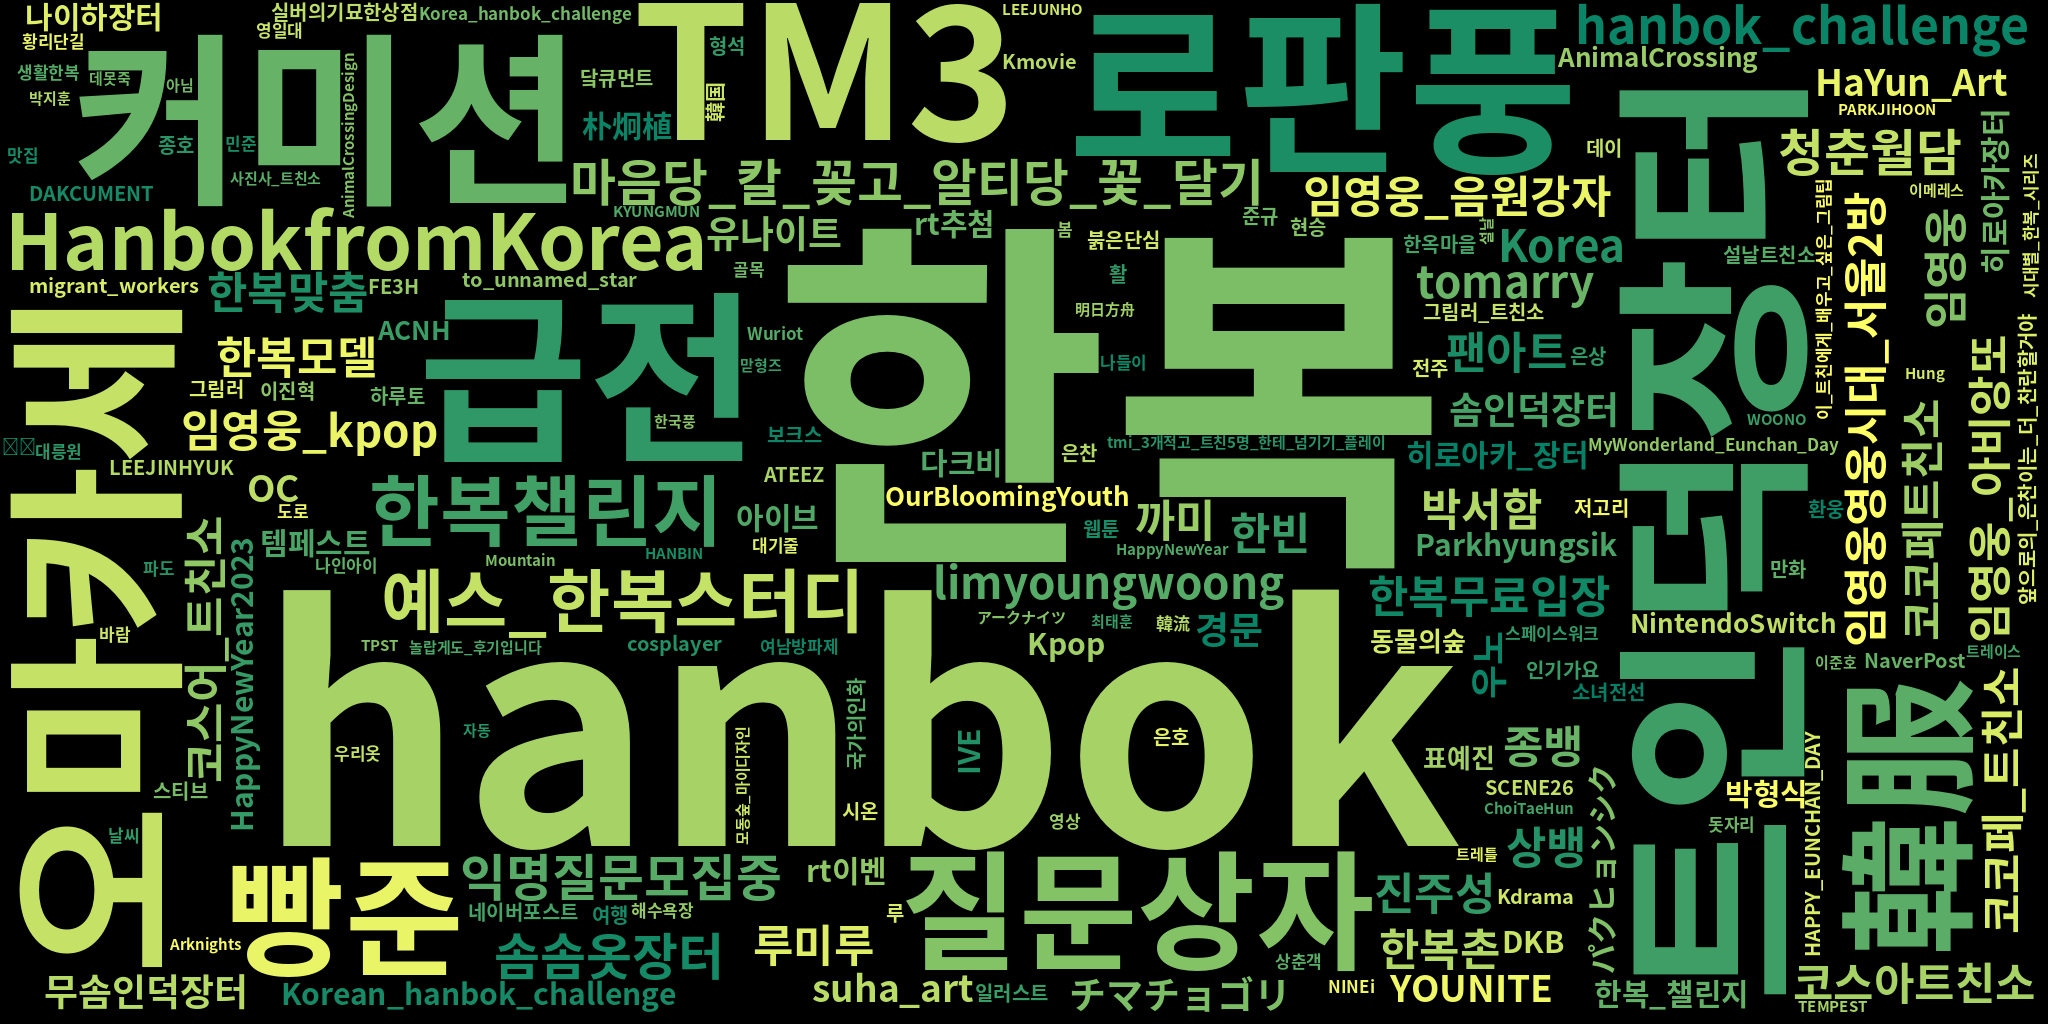 나이하장터
실버의기묘한상점
Korea_hanbok_challenge
TM3
LEEJUNHO
로판풍
hanbok_challenge
황리단길
영일대
커미션
형석
Kmovie
AnimalCrossing
생활한복
데못죽
아님
AnimalCrossingDesign
닼큐먼트
韓国
HaYun_Art
박지훈
PARKJIHOON
맛집
종호
민준
朴炯植
데이
청춘월담
히로아카장터
DAKCUMENT
사진사_트친소
마음당_칼_꽂고_알티당_꽃_달기
임영웅_음원강자
이메레스
시대별_한복_시리즈
HanbokfromKorea
KYUNGMUN
유나이트
rt추첨
봄
붉은단심
준규
현승
설날
한옥마을
Korea
설날트친소
이_트친에게_배우고_싶은_그림팁
임영웅영웅시대_서울2방
임영웅
migrant_workers
한복맞춤
FE3H
to_unnamed_star
골목
한복
활
tomarry
明日方舟
그림러_트친소
트친덕장터
오마카세
ACNH
급전
Wuriot
한복모델
맏형즈
나들이
전주
팬아트
은상
그림러
이진혁
하루토
Hung
코코페트친소
임영웅_아비앙또
앞으로의_은찬이는_더_찬란할거야
임영웅_kpop
한국풍
보크스
솜인덕장터
WOONO
대릉원
LEEJINHYUK
tmi_3개적고_트친5명_한테_넘기기_플레이
히로아카_장터
MyWonderland_Eunchan_Day
다크비
은찬
ATEEZ
OC
도로
한복챌린지
OurBloomingYouth
박서함
저고리
환웅
아이브
까미
한빈
웹툰
코스어_트친소
HappyNewYear2023
템페스트
나인아이
Mountain
HANBIN
대기줄
HappyNewYear
Parkhyungsik
파도
만화
예스_한복스터디
limyoungwoong
한복무료입장
바람
アークナイツ
최태훈
韓流
경문
NintendoSwitch
TPST
놀랍게도_후기입니다
cosplayer
여남방파제
Kpop
동물의숲
우노
스페이스워크
인기가요
이준호
NaverPost
트레이스
hanbok
소녀전선
국가의인화
자동
모동숲_마이디자인
IVE
은호
우리옷
표예진
종뱅
韓服
코코페_트친소
스티브
SCENE26
박형식
HAPPY_EUNCHAN_DAY
ChoiTaeHun
パクヒョンシク
시온
영상
날씨
돗자리
빵준
익명질문모집중
rt이벤
질문상자
트레틀
상뱅
네이버포스트
여행
해수욕장
루
진주성
Kdrama
Arknights
솜솜옷장터
루미루
한복촌
DKB
상춘객
무솜인덕장터
Korean_hanbok_challenge
suha_art
일러스트
チマチョゴリ
NINEi
YOUNITE
한복_챌린지
코스아트친소
TEMPEST